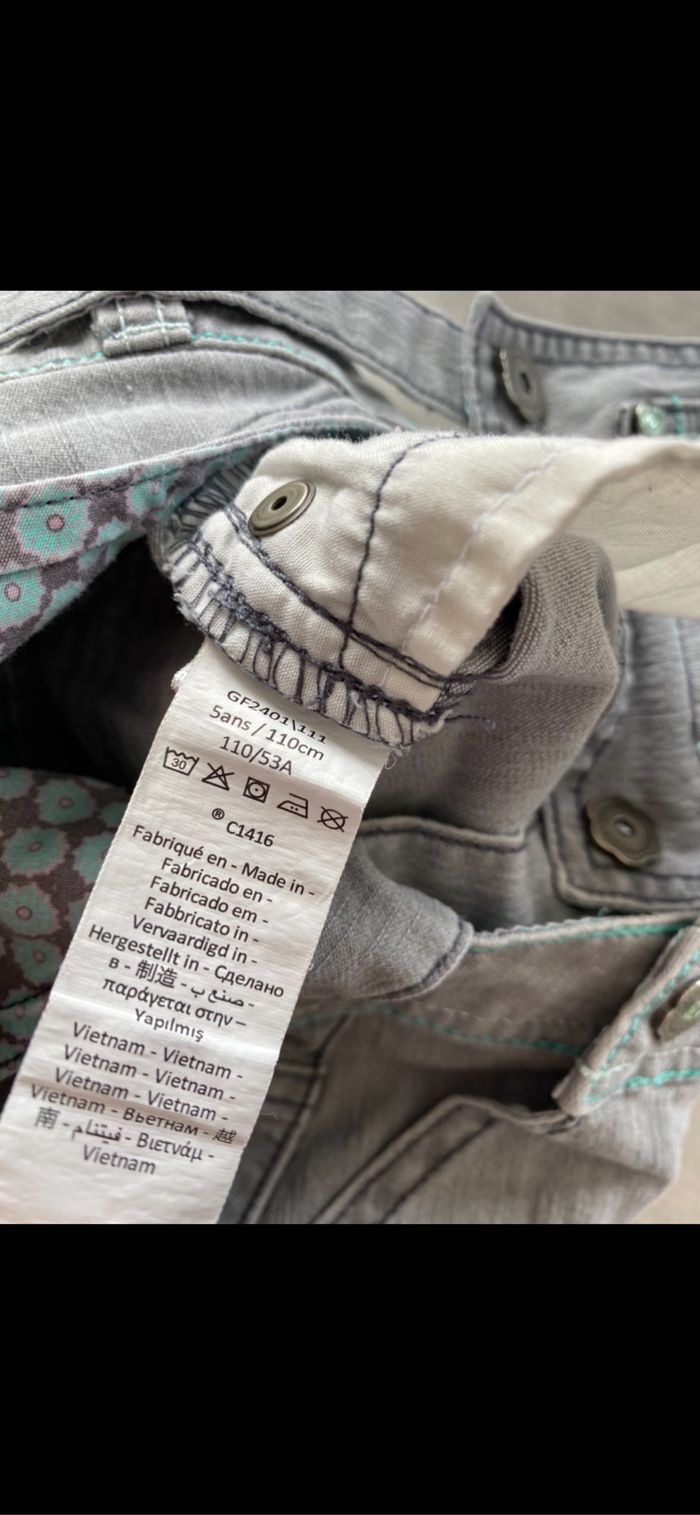 GF2401\111
5ans / 110cm
110/53A
30
® C1416
Fabriqué en - Made in -
Fabricado en -
Fabricado em -
Fabbricato in -
Vervaardigd in -
Hergestellt in - Сделано
в - 制造 - صنع ب -
παράγεται στην –
Yapılmış
Vietnam - Vietnam -
Vietnam - Vietnam -
Vietnam - Vietnam -
Vietnam - Вьетнам - 越
南 - فيتنام - Βιετνάμ -
Vietnam